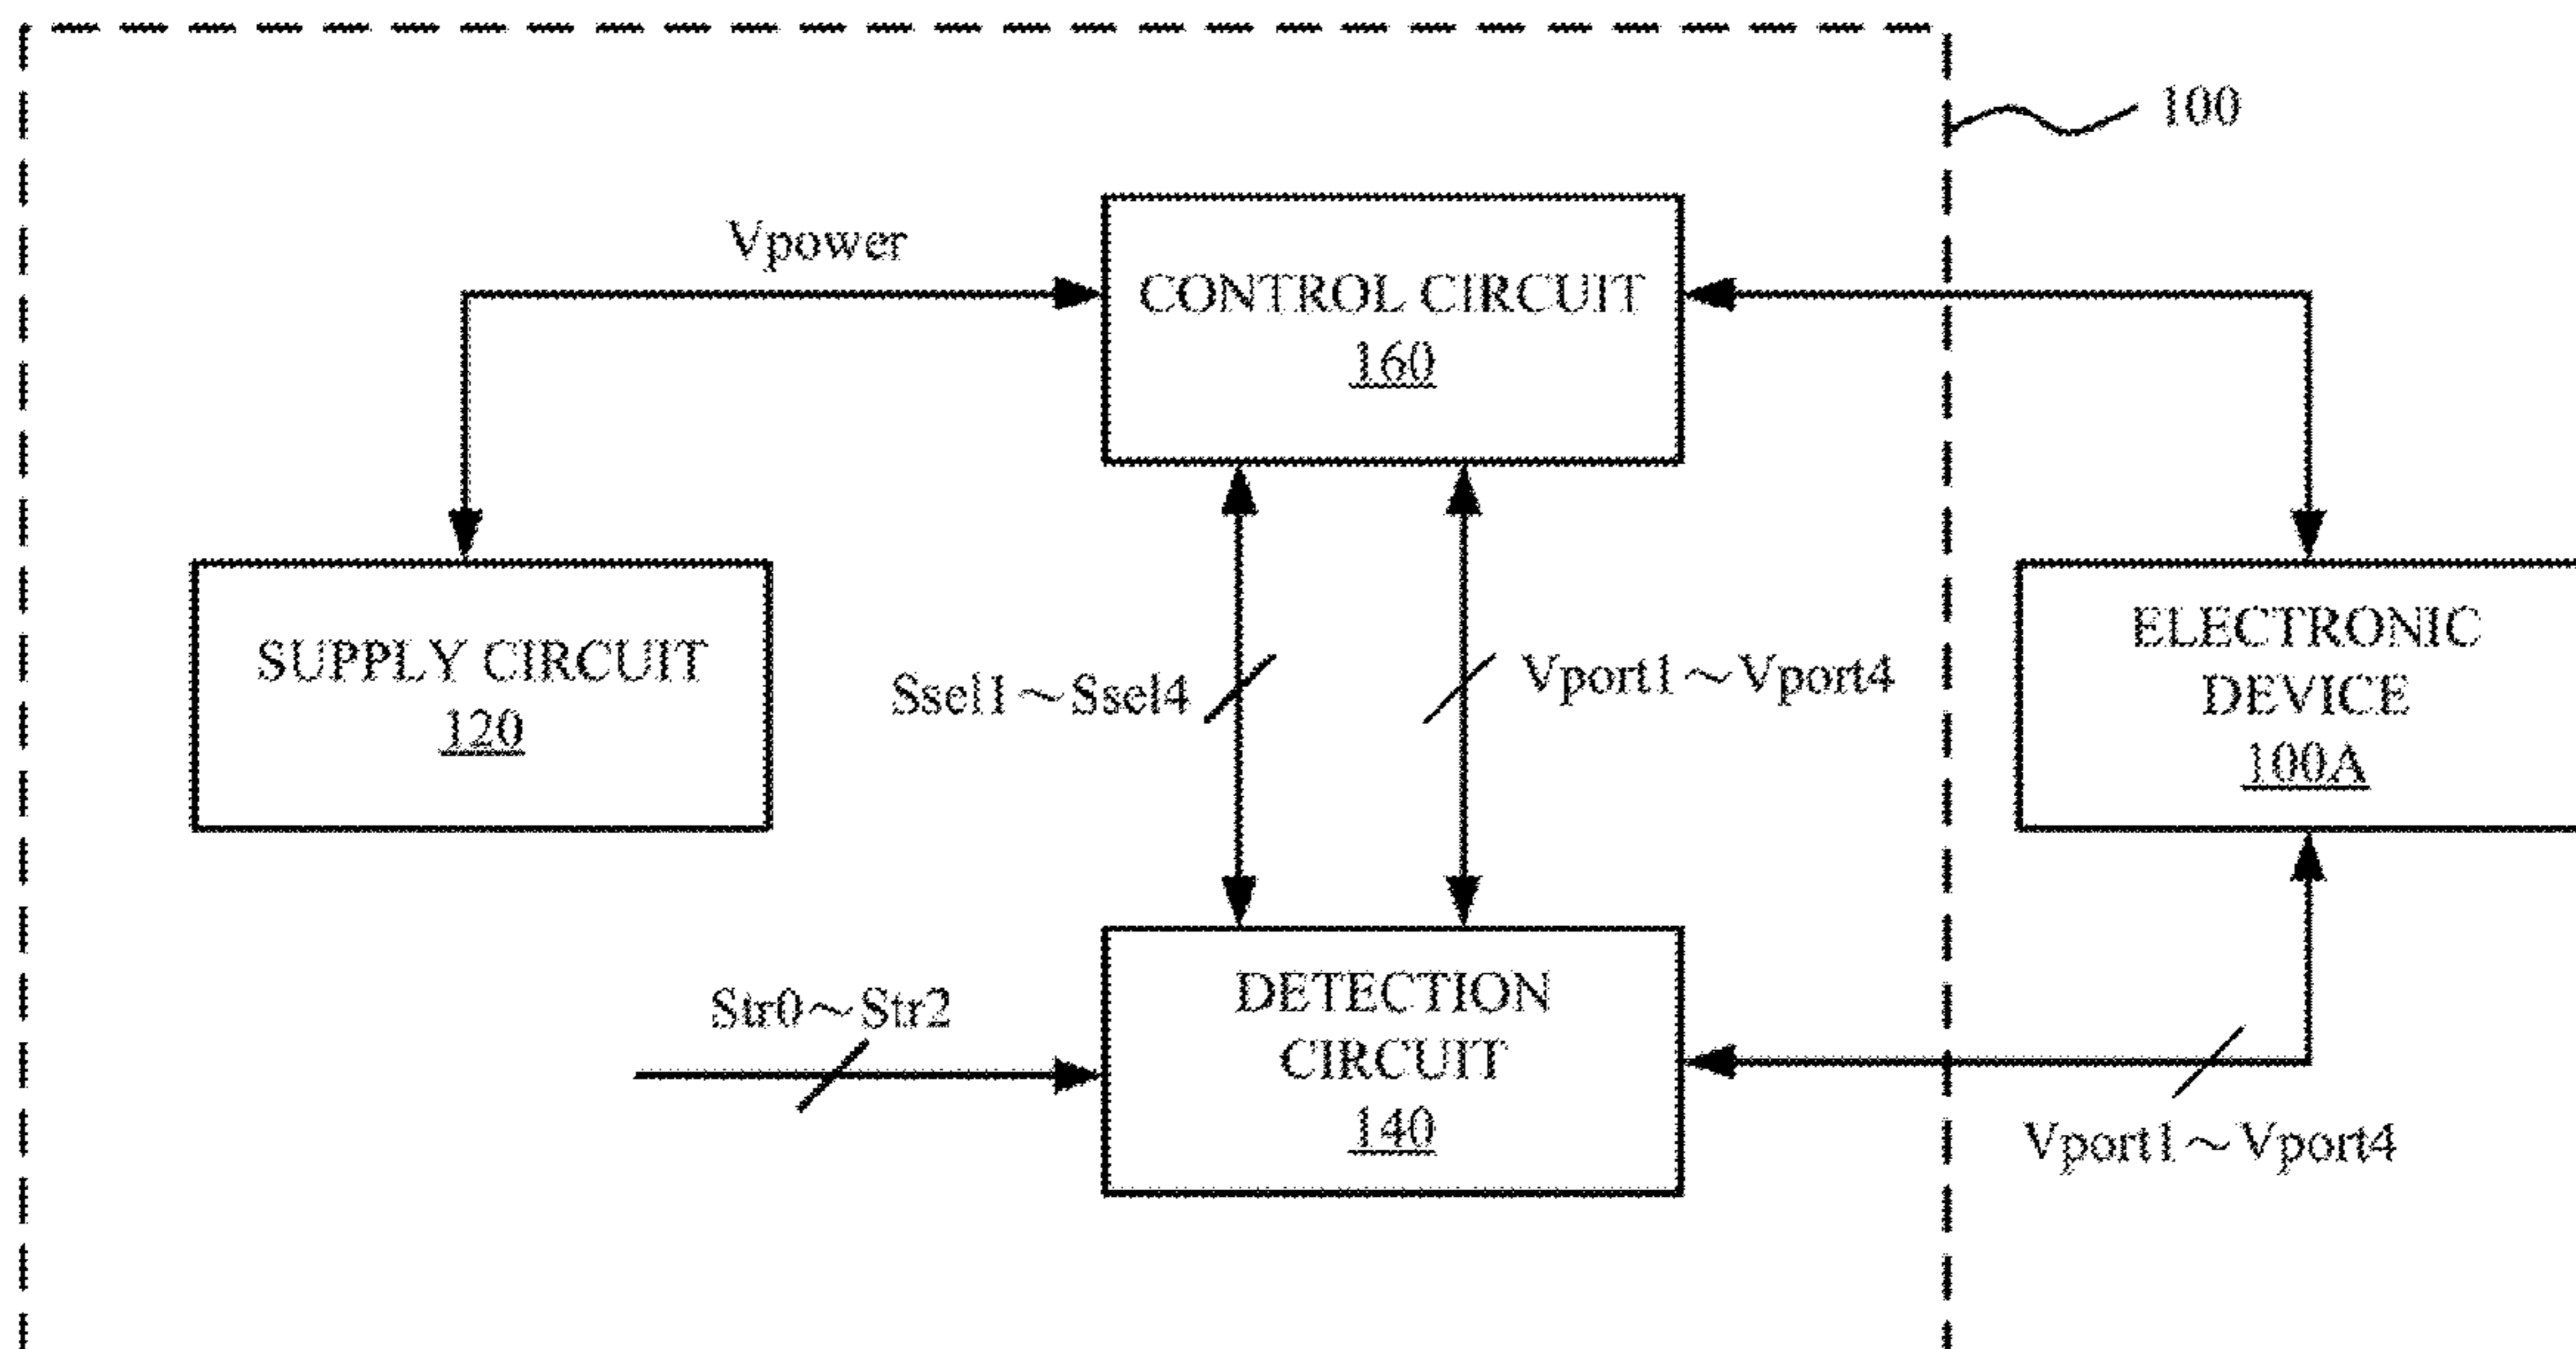 100
Vpower
CONTROL CIRCUIT
160
SUPPLY CIRCUIT
120
Ssel1～Ssel4
Vport1～Vport4
ELECTRONIC
DEVICE
100A
Str0～Str2
DETECTION
CIRCUIT
140
Vport1～Vport4